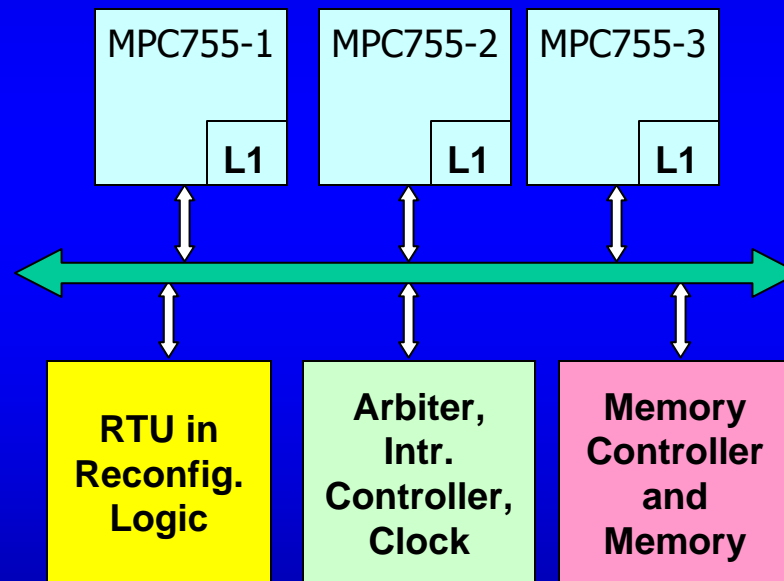 MPC755-1
L1
MPC755-2
L1
MPC755-3
L1
RTU in
Reconfig.
Logic
Arbiter,
Intr.
Controller,
Clock
Memory
Controller
and
Memory